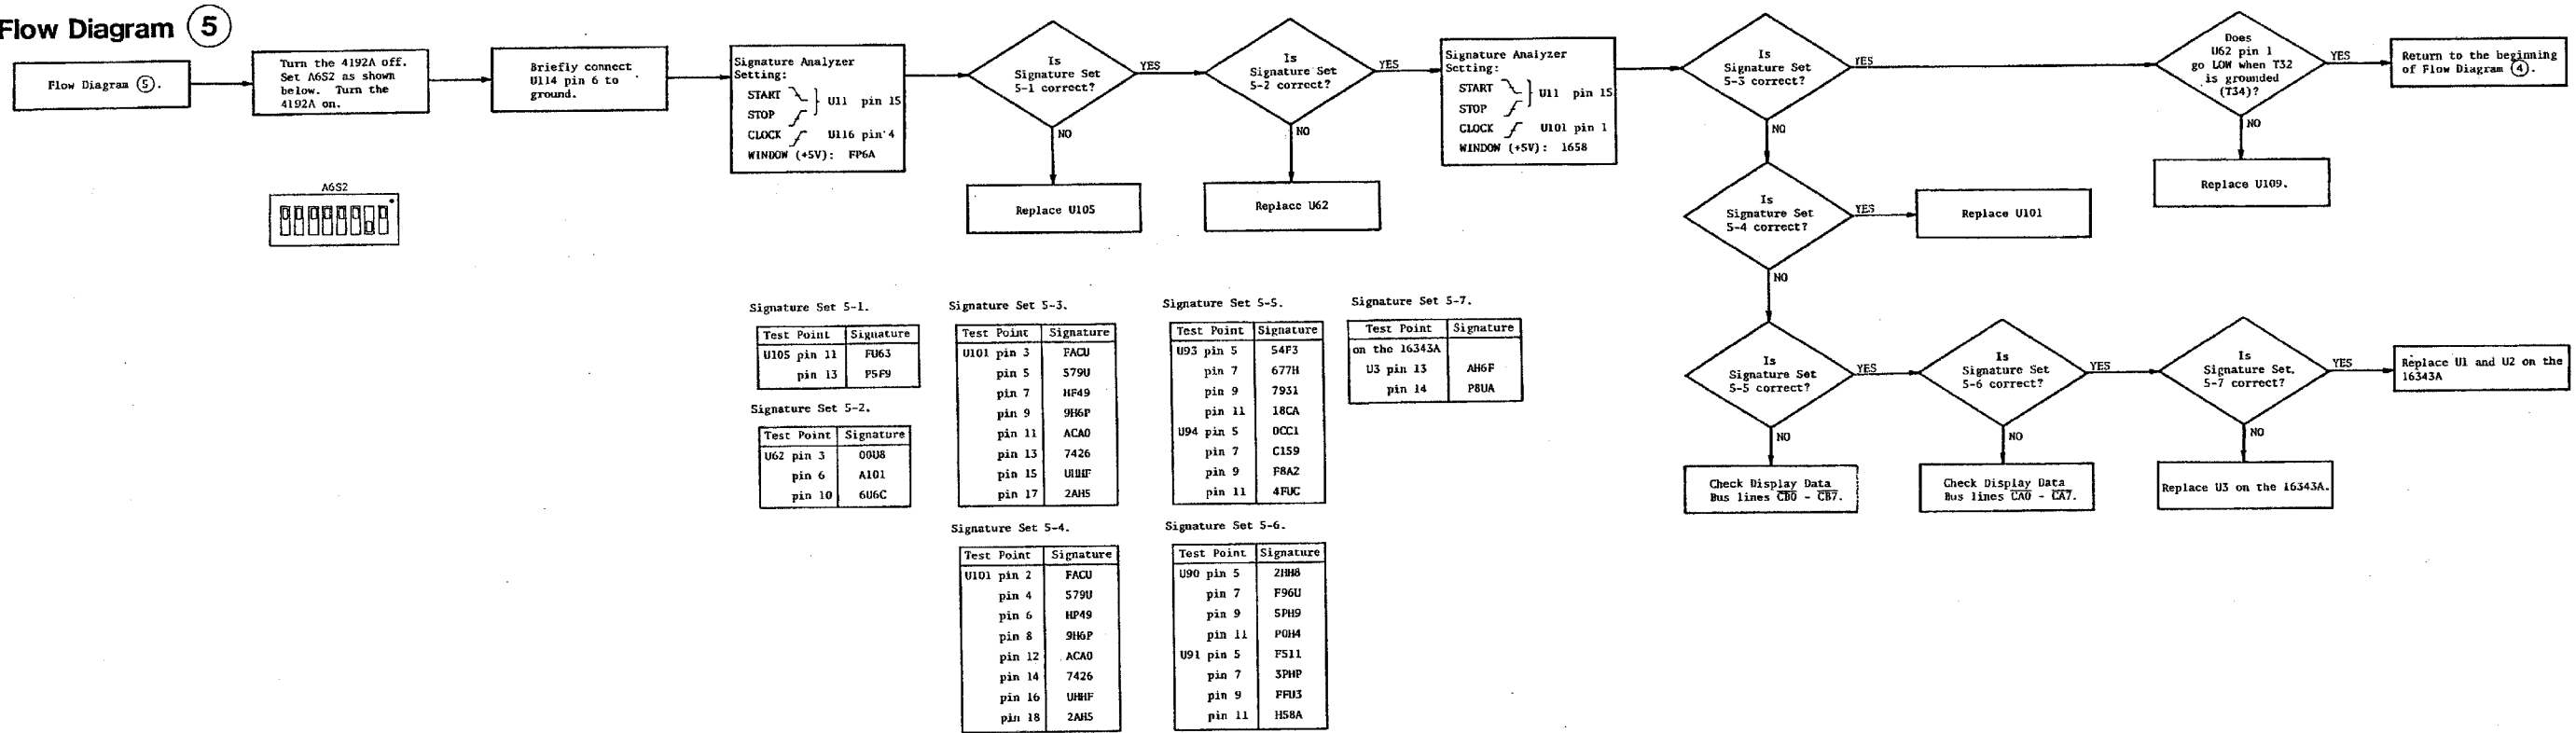 Flow Diagram 5
Flow Diagram 5.
Turn the 4192A off.
Set A6S2 as shown
below. Turn the
4192A on.
Briefly connect
U114 pin 6 to
ground.
Signature Analyzer
Setting:
START
STOP
U11 pin 15
CLOCK U116 pin 4
WINDOW (+5V): FP6A
Is
Signature Set
5-1 correct?
YES
NO
Replace U105
Is
Signature Set
5-2 correct?
YES
NO
Replace U62
Signature Analyzer
Setting:
START
STOP
U11 pin 15
CLOCK U101 pin 1
WINDOW (+5V): 1658
Is
Signature Set
5-3 correct?
YES
NO
Does
U62 pin 1
go LOW when T32
is grounded
(T34)?
YES
NO
Return to the beginning
of Flow Diagram 4.
Replace U109.
Is
Signature Set
5-4 correct?
YES
NO
Replace U101
Is
Signature Set
5-5 correct?
YES
NO
Check Display Data
Bus lines CB0 - CB7.
Is
Signature Set
5-6 correct?
YES
NO
Check Display Data
Bus lines CA0 - CA7.
Is
Signature Set.
5-7 correct?
YES
NO
Replace U3 on the 16343A.
Replace U1 and U2 on the
16343A
A6S2
Signature Set 5-1.
Test Point Signature
U105 pin 11 FU63
pin 13 P5F9
Signature Set 5-2.
Test Point Signature
U62 pin 3 00U8
pin 6 A101
pin 10 6U6C
Signature Set 5-3.
Test Point Signature
U101 pin 3 FACU
pin 5 579U
pin 7 HF49
pin 9 9H6P
pin 11 ACA0
pin 13 7426
pin 15 UHHF
pin 17 2AH5
Signature Set 5-4.
Test Point Signature
U101 pin 2 FACU
pin 4 579U
pin 6 HP49
pin 8 9H6P
pin 12 ACA0
pin 14 7426
pin 16 UHHF
pin 18 2AH5
Signature Set 5-5.
Test Point Signature
U93 pin 5 54F3
pin 7 677H
pin 9 7931
pin 11 18CA
U94 pin 5 0CC1
pin 7 C159
pin 9 F8A2
pin 11 4FUC
Signature Set 5-6.
Test Point Signature
U90 pin 5 2HH8
pin 7 F96U
pin 9 5PH9
pin 11 P0H4
U91 pin 5 F511
pin 7 3PHP
pin 9 FFU3
pin 11 H58A
Signature Set 5-7.
Test Point Signature
on the 16343A
U3 pin 13 AH6F
pin 14 P8UA